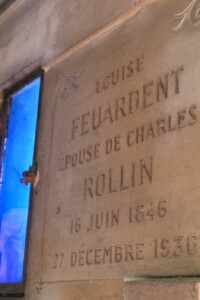 LOUISE
FEUARDENT
ÉPOUSE DE CHARLES
ROLLIN
16 JUIN 1846
27 DÉCEMBRE 1936